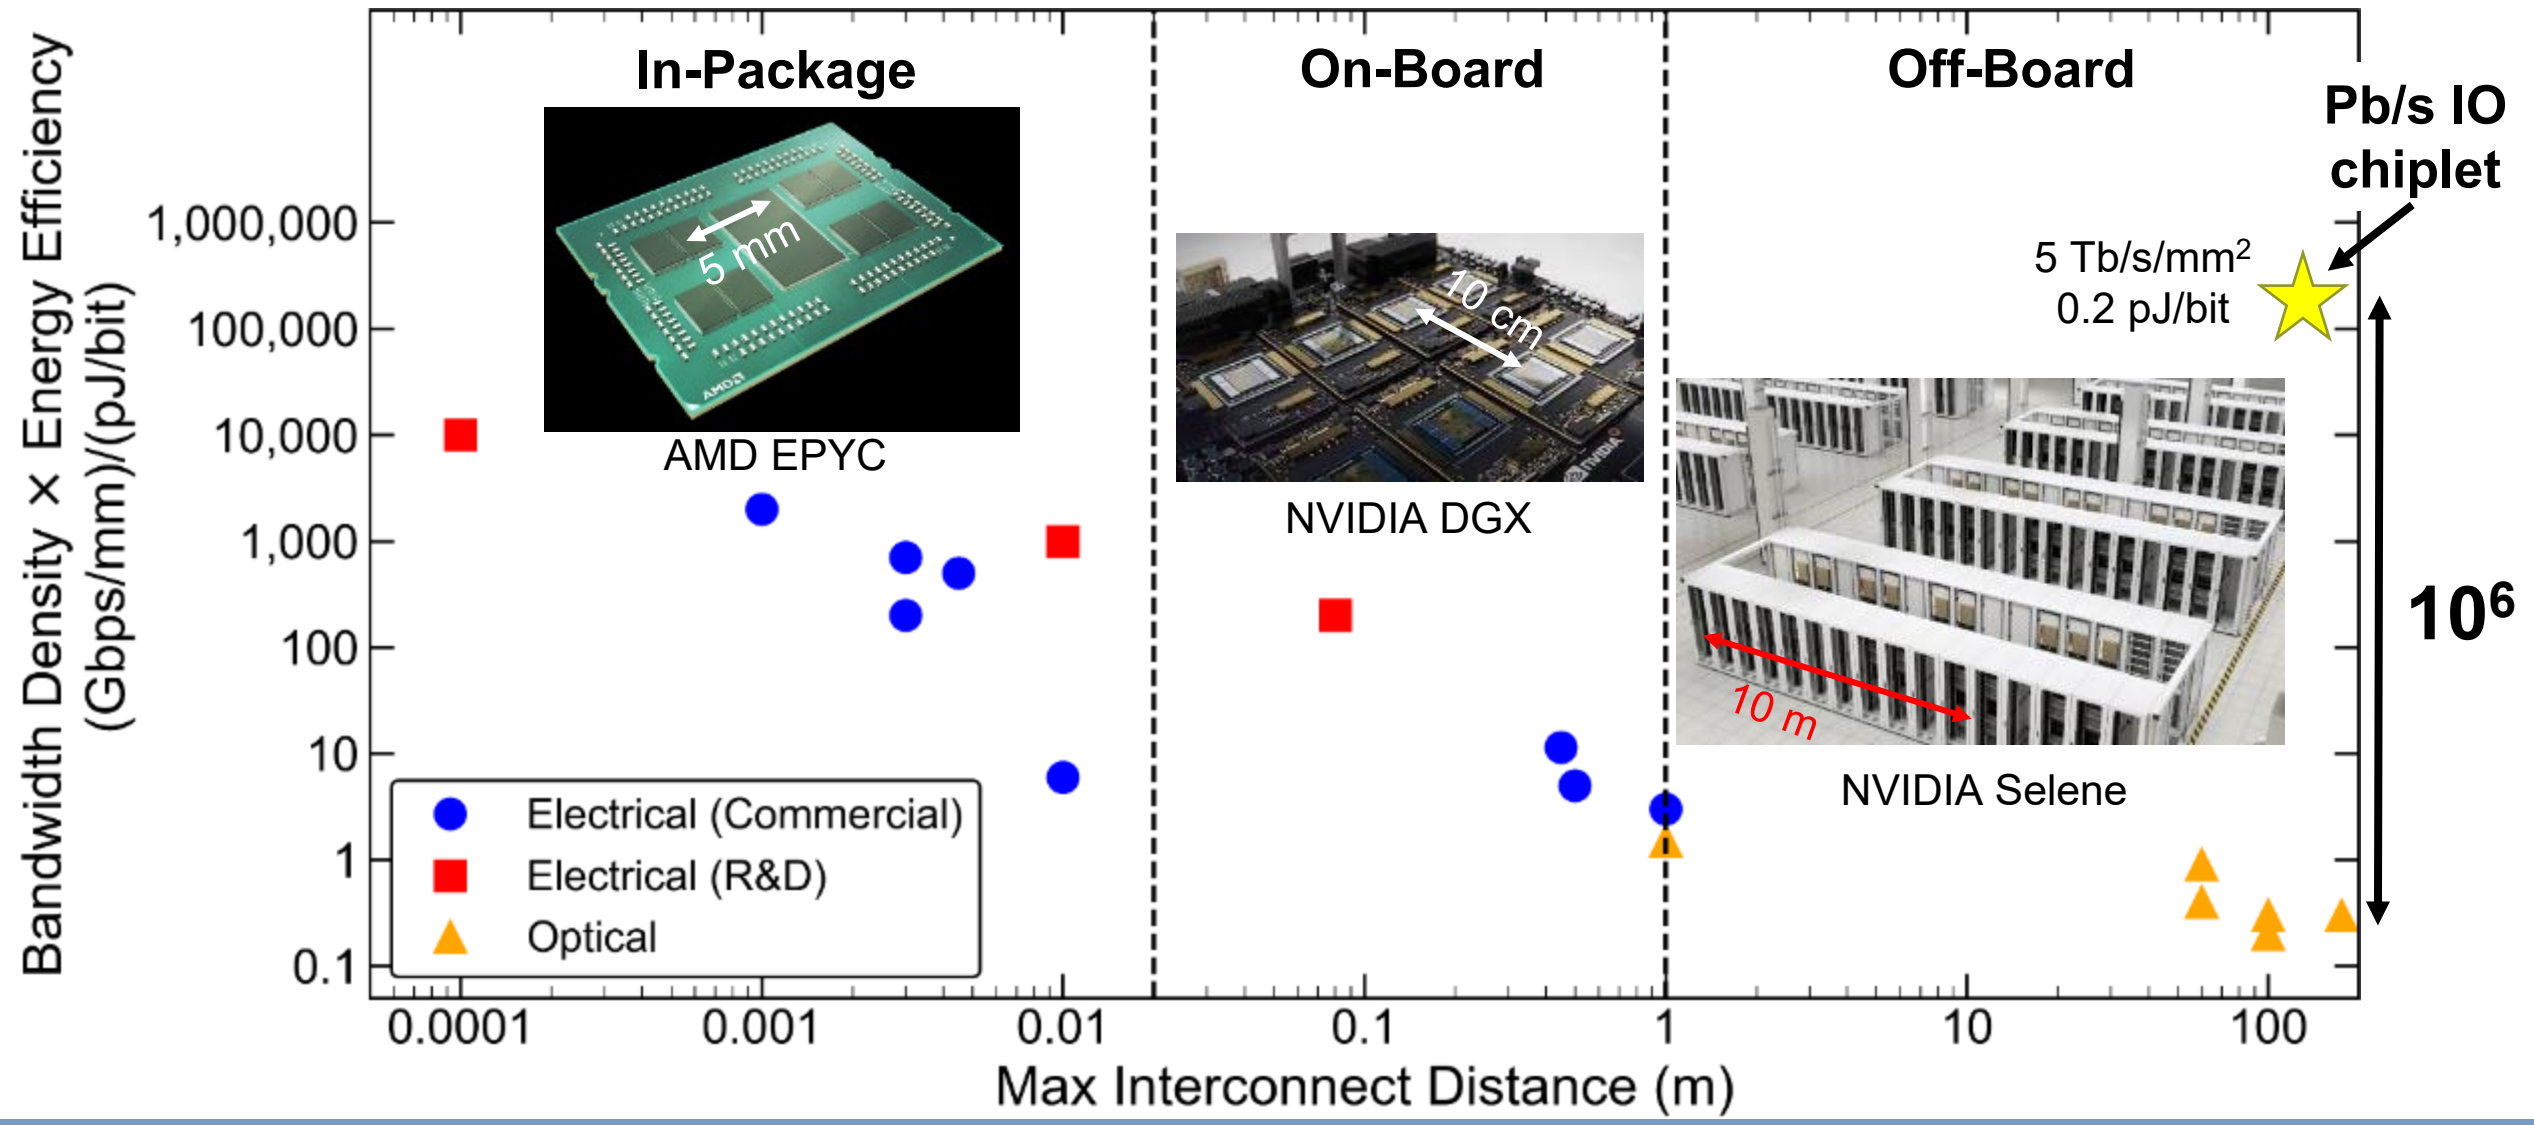 In-Package
On-Board
Off-Board
Pb/s IO
chiplet
Bandwidth Density × Energy Efficiency
(Gbps/mm)/(pJ/bit)
1,000,000
100,000
10,000
1,000
100
10
1
0.1
5 mm
AMD
AMD EPYC
10 cm
NVIDIA
NVIDIA DGX
5 Tb/s/mm²
0.2 pJ/bit
10 m
NVIDIA Selene
10⁶
Electrical (Commercial)
Electrical (R&D)
Optical
0.0001
0.001
0.01
0.1
1
10
100
Max Interconnect Distance (m)